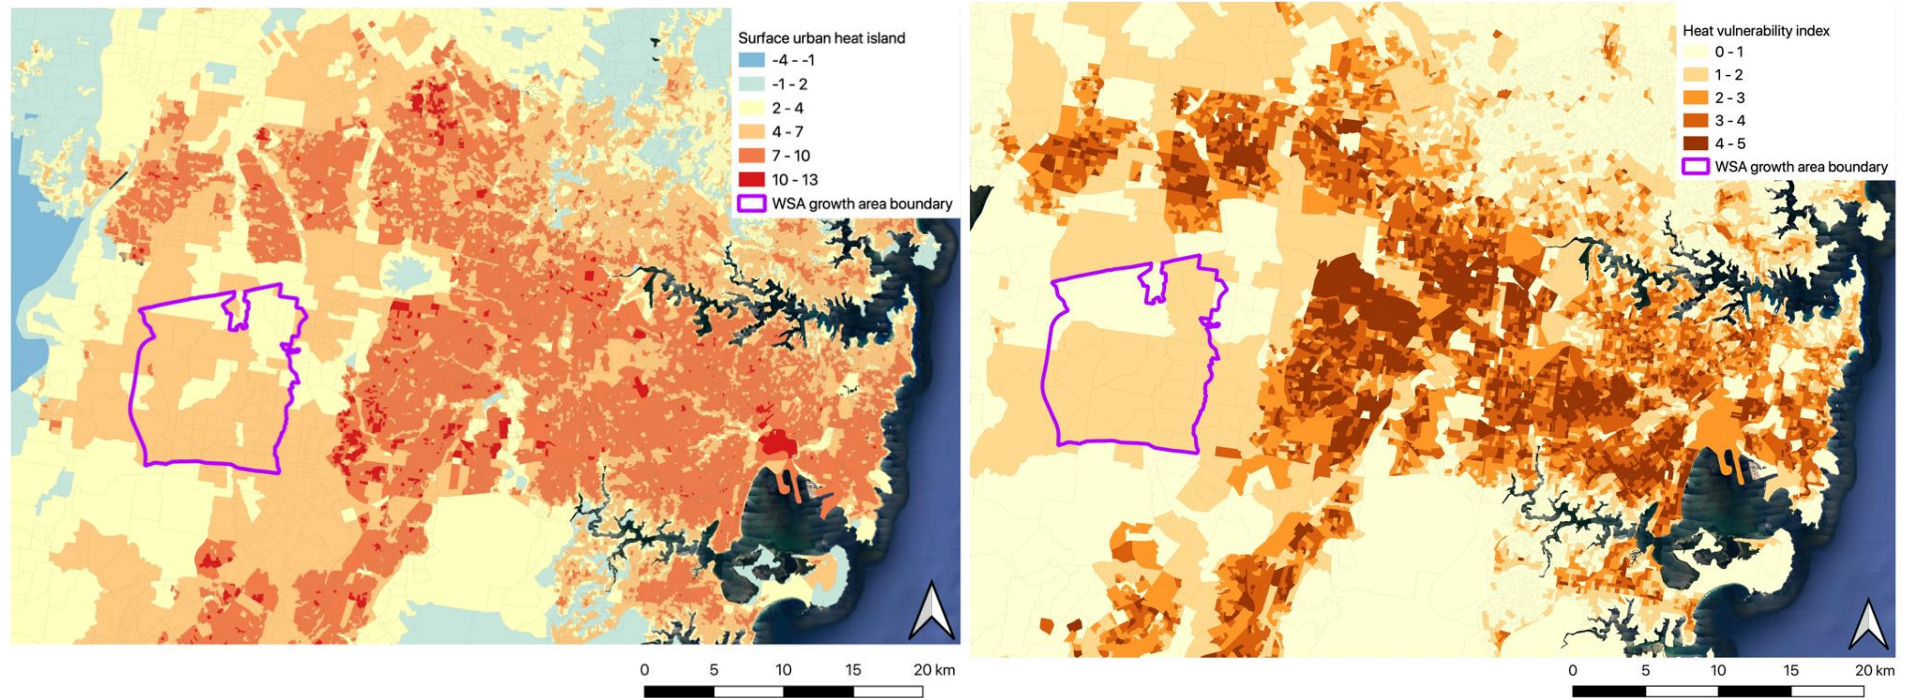 Surface urban heat island
-4 - -1
-1 - 2
2 - 4
4 - 7
7 - 10
10 - 13
WSA growth area boundary
0 5 10 15 20 km
Heat vulnerability index
0 - 1
1 - 2
2 - 3
3 - 4
4 - 5
WSA growth area boundary
0 5 10 15 20 km